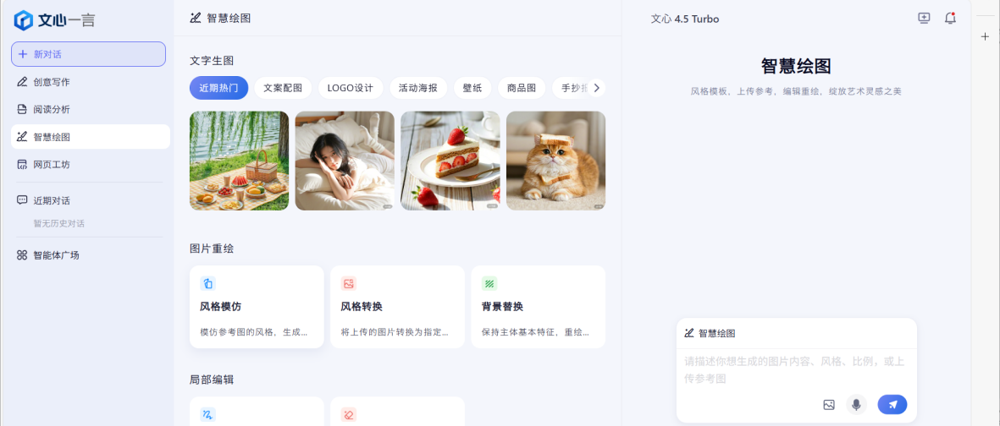 文心一言
新对话
创意写作
阅读分析
智慧绘图
网页工坊
近期对话
暂无历史对话
智能体广场
智慧绘图
文字生图
近期热门
文案配图
LOGO设计
活动海报
壁纸
商品图
手抄报
图片重绘
风格模仿
模仿参考图的风格，生成...
风格转换
将上传的图片转换为指定...
背景替换
保持主体基本特征，重绘...
局部编辑
文心 4.5 Turbo
智慧绘图
风格模板，上传参考，编辑重绘，绽放艺术灵感之美
智慧绘图
请描述你想生成的图片内容、风格、比例，或上
传参考图